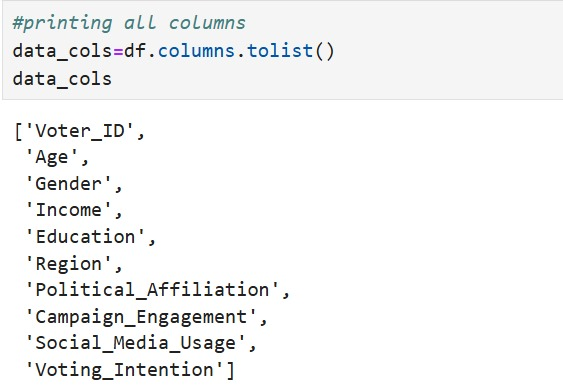 #printing all columns
data_cols=df.columns.tolist()
data_cols
['Voter_ID',
'Age',
'Gender',
'Income',
'Education',
'Region',
'Political_Affiliation',
'Campaign_Engagement',
'Social_Media_Usage',
'Voting_Intention']